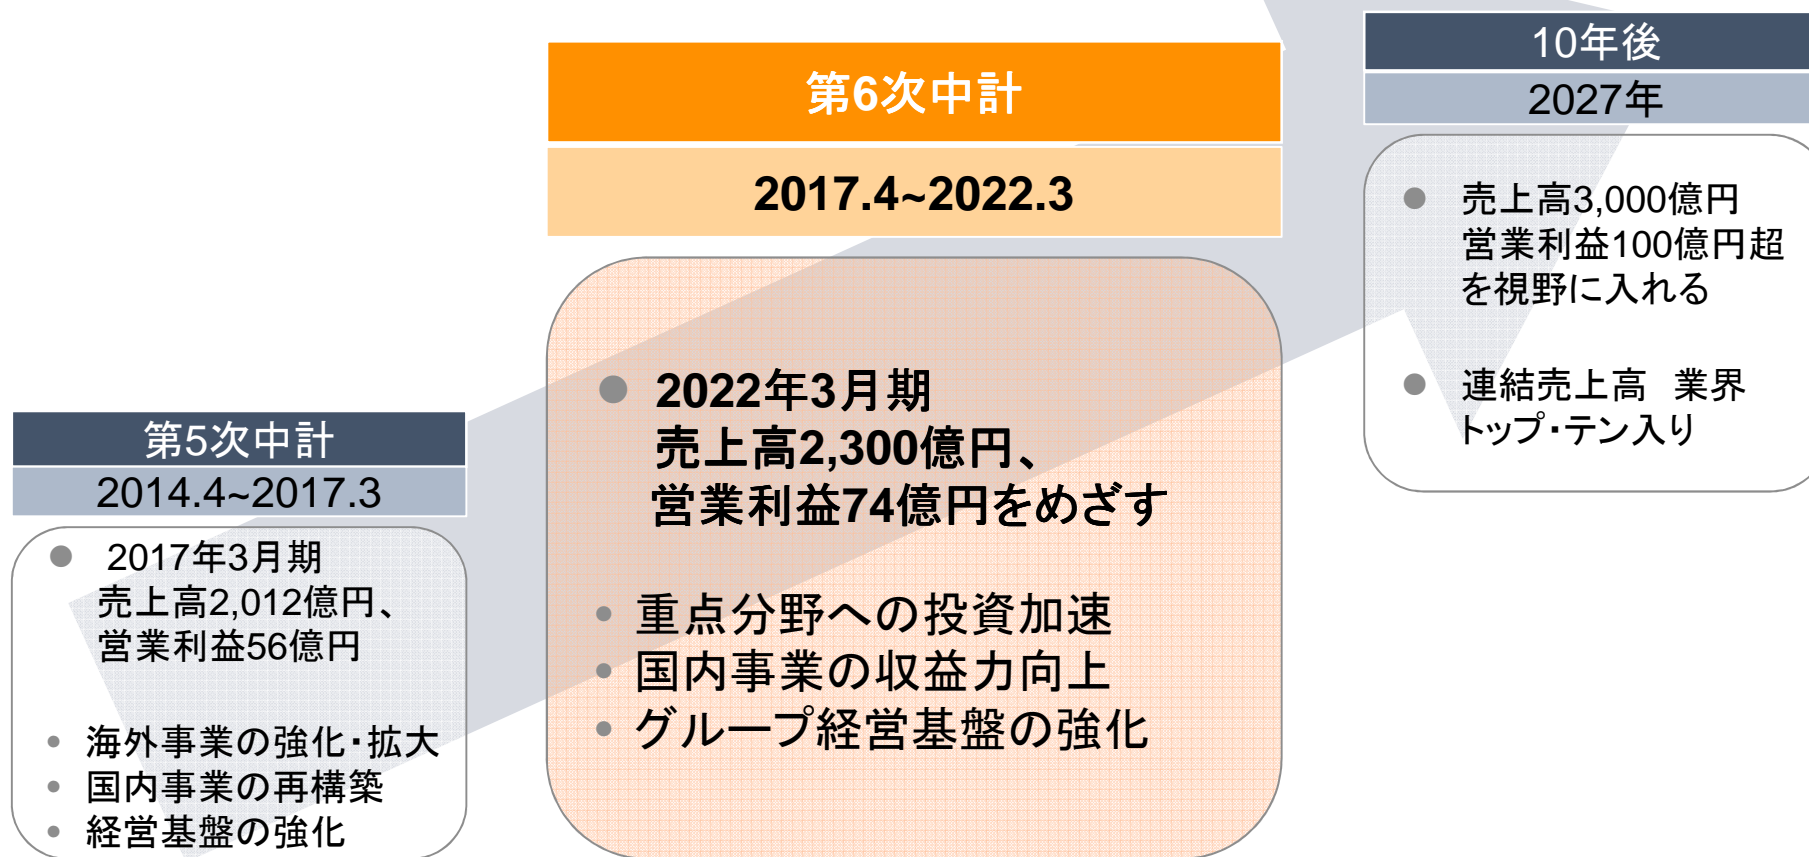 第5次中計
2014.4~2017.3
2017年3月期
売上高2,012億円、
営業利益56億円
海外事業の強化・拡大
国内事業の再構築
経営基盤の強化
第6次中計
2017.4~2022.3
2022年3月期
売上高2,300億円、
営業利益74億円をめざす
重点分野への投資加速
国内事業の収益力向上
グループ経営基盤の強化
10年後
2027年
売上高3,000億円
営業利益100億円超
を視野に入れる
連結売上高　業界
トップ・テン入り